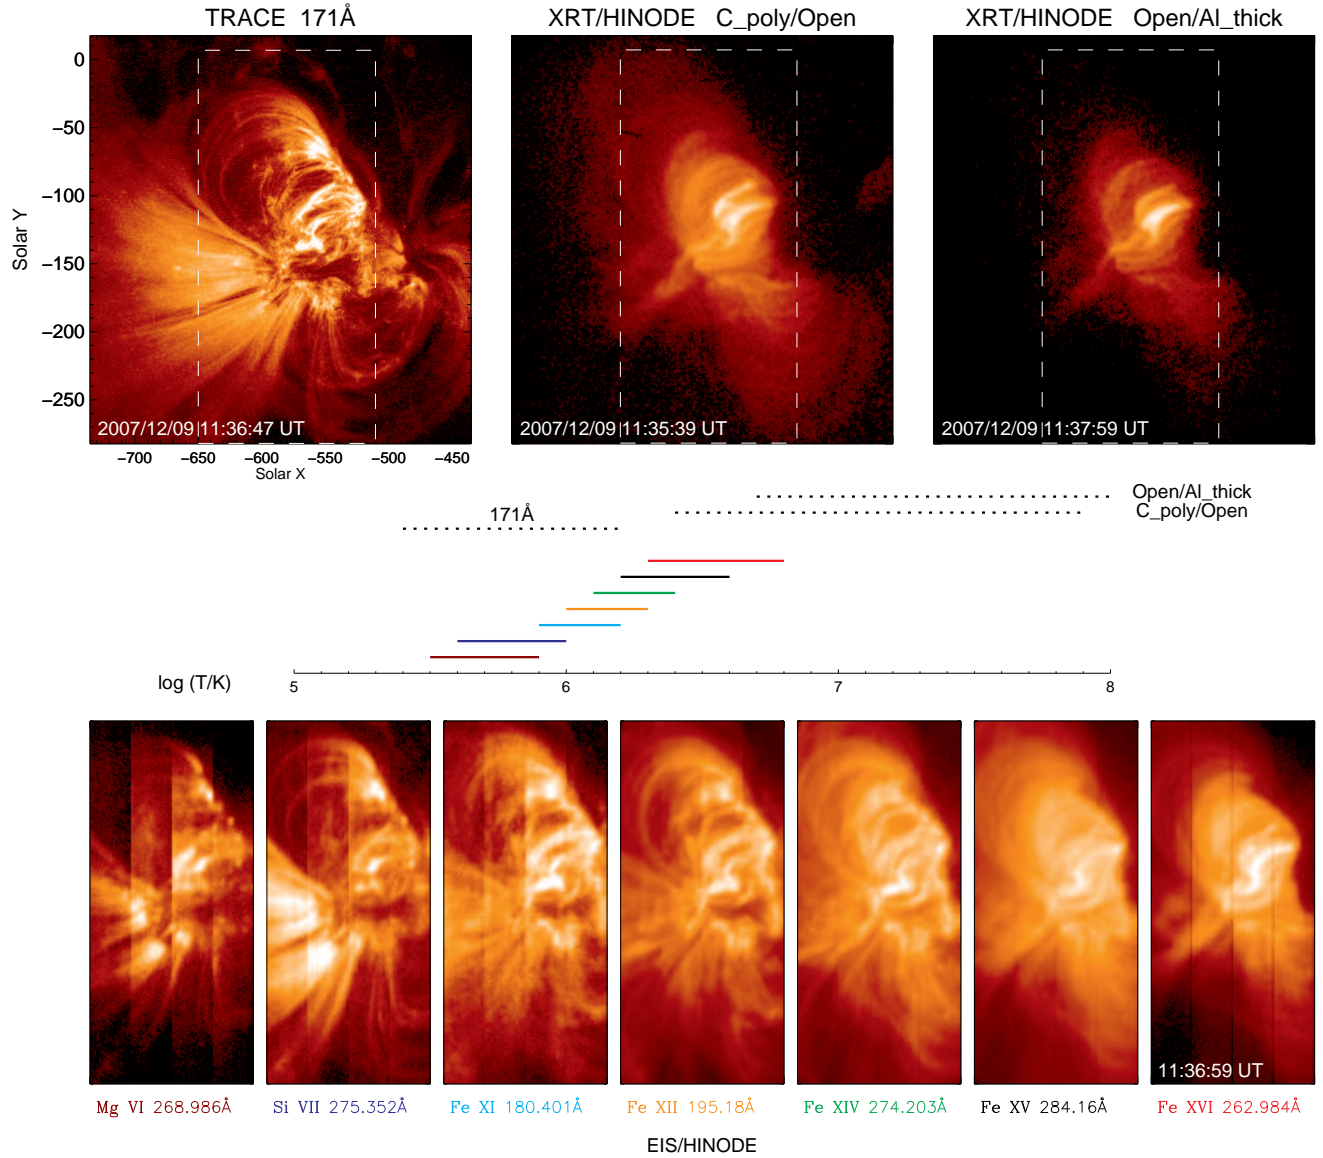 TRACE 171Å
XRT/HINODE C_poly/Open
XRT/HINODE Open/Al_thick
Solar Y
0
−50
−100
−150
−200
−250
2007/12/09 11:36:47 UT
2007/12/09 11:35:39 UT
2007/12/09 11:37:59 UT
−700 −650 −600 −550 −500 −450
Solar X
Open/Al_thick
171Å
C_poly/Open
log (T/K)
5 6 7 8
11:36:59 UT
Mg VI 268.986Å
Si VII 275.352Å
Fe XI 180.401Å
Fe XII 195.18Å
Fe XIV 274.203Å
Fe XV 284.16Å
Fe XVI 262.984Å
EIS/HINODE